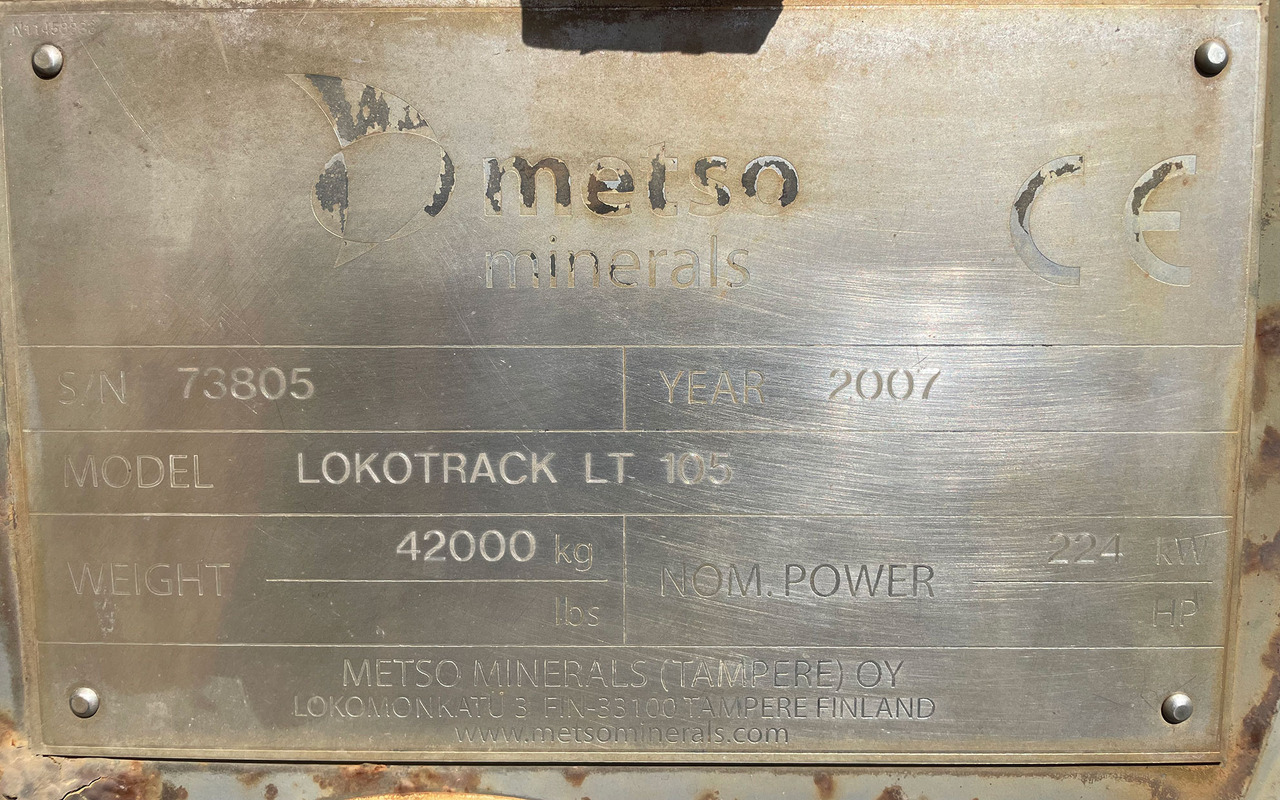 metso
minerals
CE
S/N 73805 YEAR 2007
MODEL LOKOTRACK LT 105
WEIGHT 42000 kg NOM. POWER 224 kW
lbs HP
METSO MINERALS (TAMPERE) OY
LOKOMONKATU 3 FIN-33100 TAMPERE FINLAND
www.metsominerals.com